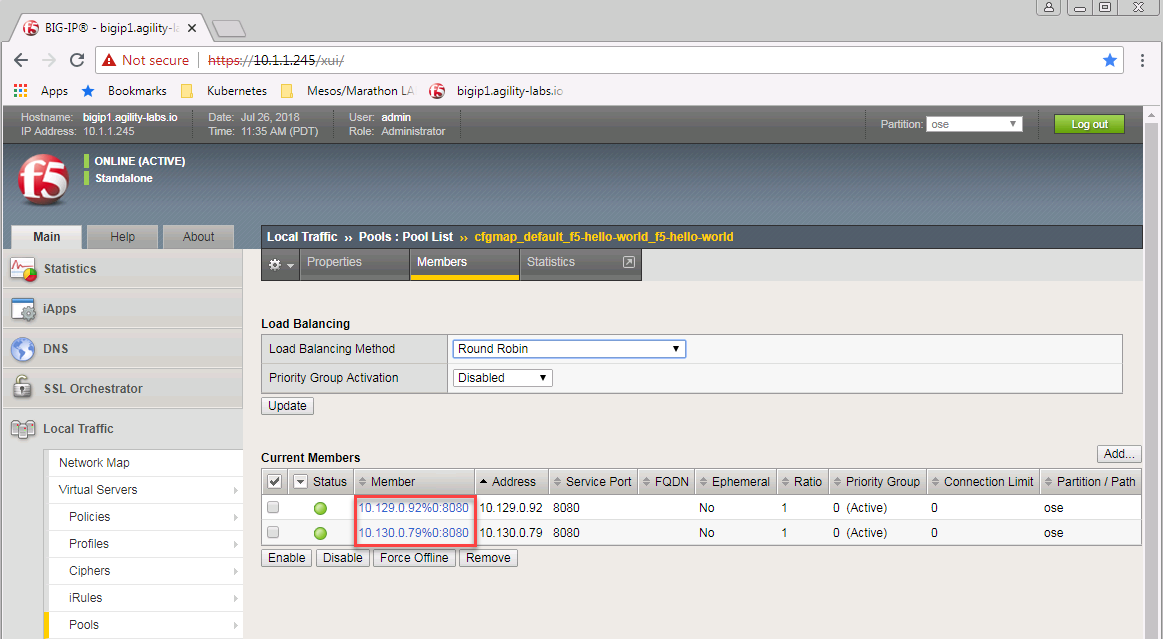 BIG-IP® - bigip1.agility-la
Not secure https://10.1.1.245/xui/
Apps Bookmarks Kubernetes Mesos/Marathon LA bigip1.agility-labs.io
Hostname: bigip1.agility-labs.io Date: Jul 26, 2018 User: admin
IP Address: 10.1.1.245 Time: 11:35 AM (PDT) Role: Administrator
Partition: ose Log out
f5
ONLINE (ACTIVE)
Standalone
Main Help About
Local Traffic ›› Pools : Pool List ›› cfgmap_default_f5-hello-world_f5-hello-world
Properties Members Statistics
Statistics
iApps
DNS
SSL Orchestrator
Local Traffic
Network Map
Virtual Servers
Policies
Profiles
Ciphers
iRules
Pools
Load Balancing
Load Balancing Method Round Robin
Priority Group Activation Disabled
Update
Current Members Add...
Status Member Address Service Port FQDN Ephemeral Ratio Priority Group Connection Limit Partition / Path
10.129.0.92%0:8080 10.129.0.92 8080 No 1 0 (Active) 0 ose
10.130.0.79%0:8080 10.130.0.79 8080 No 1 0 (Active) 0 ose
Enable Disable Force Offline Remove